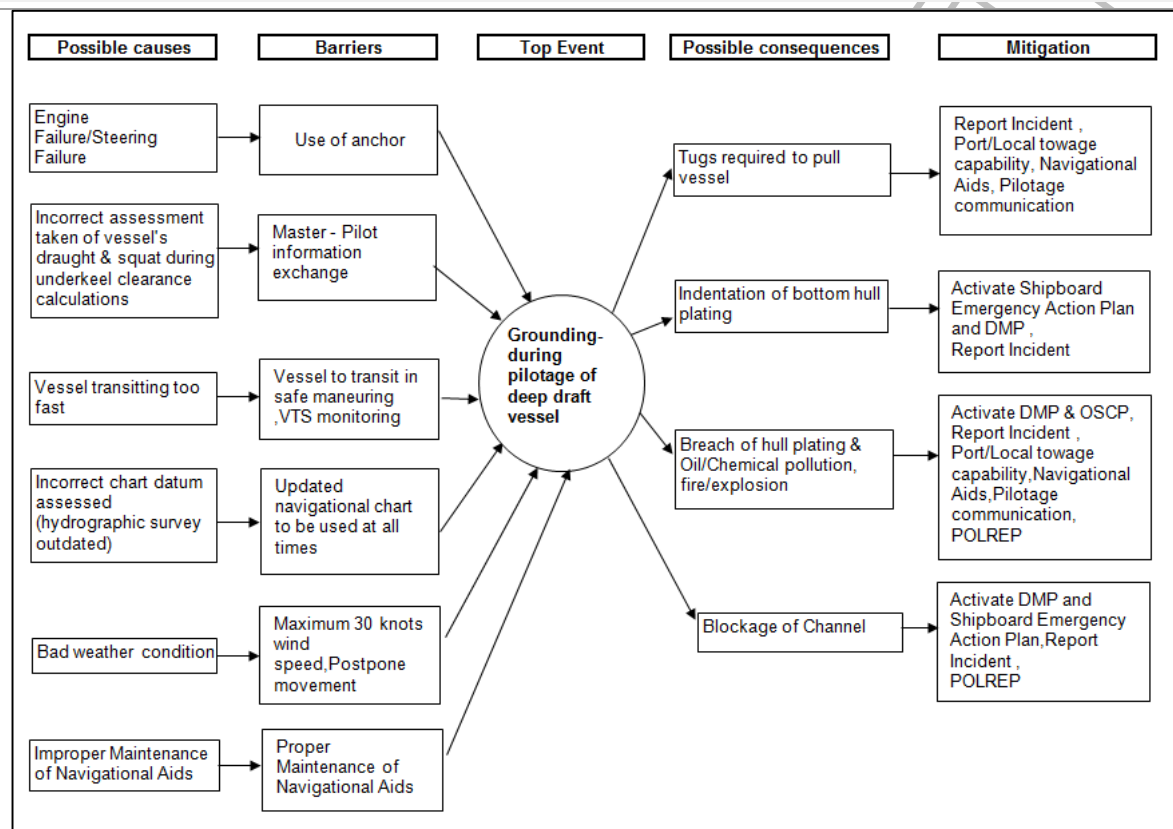 Possible causes
Barriers
Top Event
Possible consequences
Mitigation
Engine
Failure/Steering
Failure
Use of anchor
Incorrect assessment
taken of vessel's
draught & squat during
underkeel clearance
calculations
Master - Pilot
information
exchange
Vessel transitting too
fast
Vessel to transit in
safe maneuring
,VTS monitoring
Incorrect chart datum
assessed
(hydrographic survey
outdated)
Updated
navigational chart
to be used at all
times
Bad weather condition
Maximum 30 knots
wind
speed,Postpone
movement
Improper Maintenance
of Navigational Aids
Proper
Maintenance of
Navigational Aids
Grounding-
during
pilotage of
deep draft
vessel
Tugs required to pull
vessel
Report Incident ,
Port/Local towage
capability, Navigational
Aids, Pilotage
communication
Indentation of bottom hull
plating
Activate Shipboard
Emergency Action Plan
and DMP ,
Report Incident
Breach of hull plating &
Oil/Chemical pollution,
fire/explosion
Activate DMP & OSCP,
Report Incident ,
Port/Local towage
capability,Navigational
Aids,Pilotage
communication,
POLREP
Blockage of Channel
Activate DMP and
Shipboard Emergency
Action Plan,Report
Incident ,
POLREP